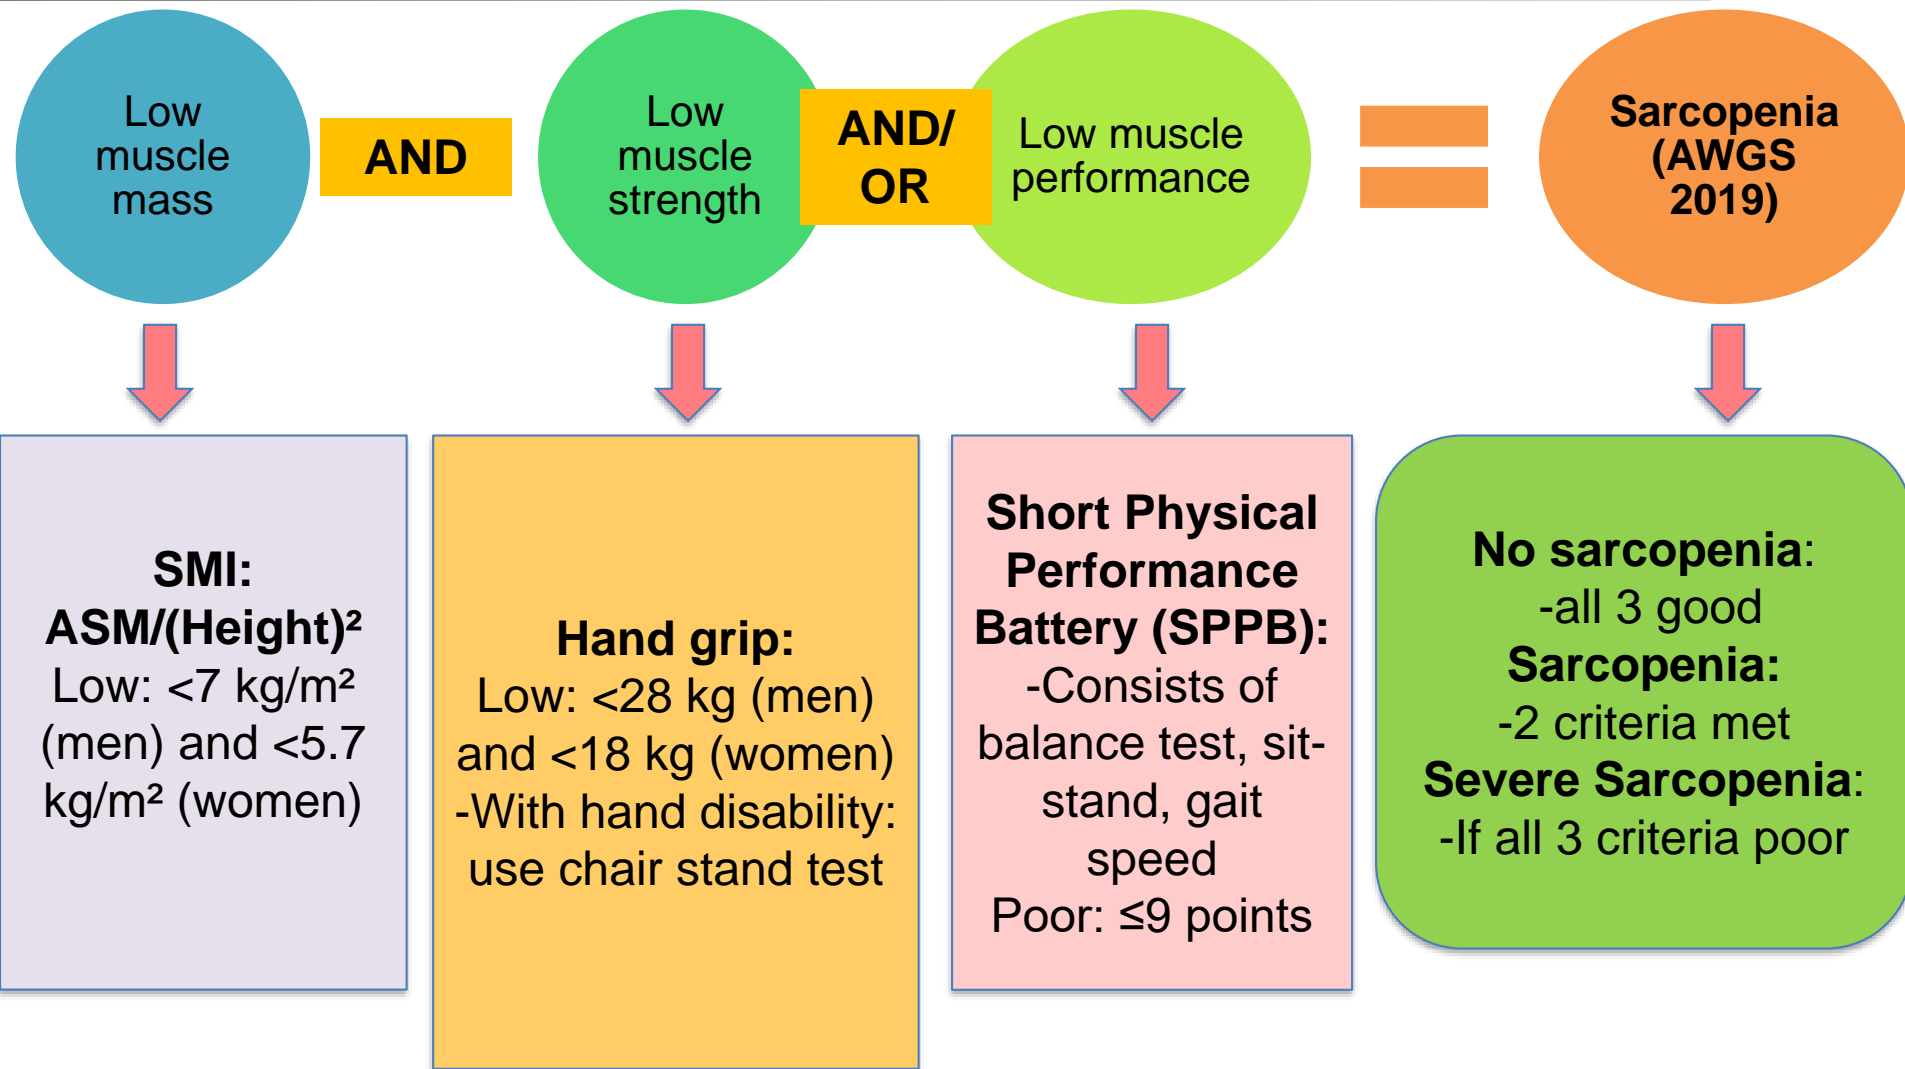 Low
muscle
mass
AND
Low
muscle
strength
AND/
OR
Low muscle
performance
Sarcopenia
(AWGS
2019)
SMI:
ASM/(Height)²
Low: <7 kg/m²
(men) and <5.7
kg/m² (women)
Hand grip:
Low: <28 kg (men)
and <18 kg (women)
-With hand disability:
use chair stand test
Short Physical
Performance
Battery (SPPB):
-Consists of
balance test, sit-
stand, gait
speed
Poor: ≤9 points
No sarcopenia:
-all 3 good
Sarcopenia:
-2 criteria met
Severe Sarcopenia:
-If all 3 criteria poor